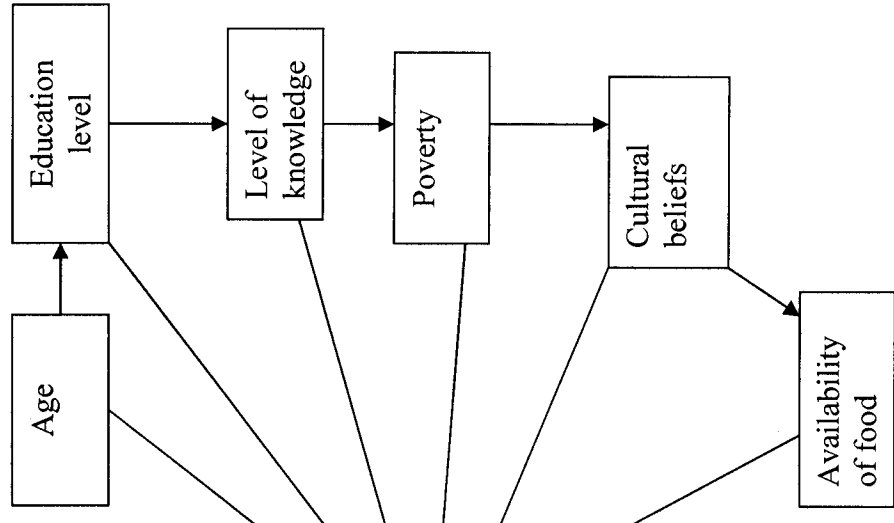 Age
Education
level
Level of
knowledge
Poverty
Cultural
beliefs
Availability
of food